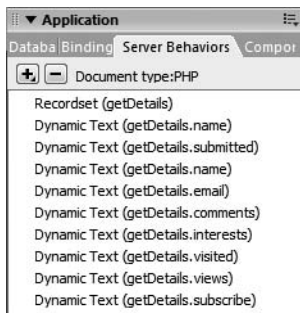 Application
Databa Binding Server Behaviors Compor
Document type:PHP
Recordset (getDetails)
Dynamic Text (getDetails.name)
Dynamic Text (getDetails.submitted)
Dynamic Text (getDetails.name)
Dynamic Text (getDetails.email)
Dynamic Text (getDetails.comments)
Dynamic Text (getDetails.interests)
Dynamic Text (getDetails.visited)
Dynamic Text (getDetails.views)
Dynamic Text (getDetails.subscribe)